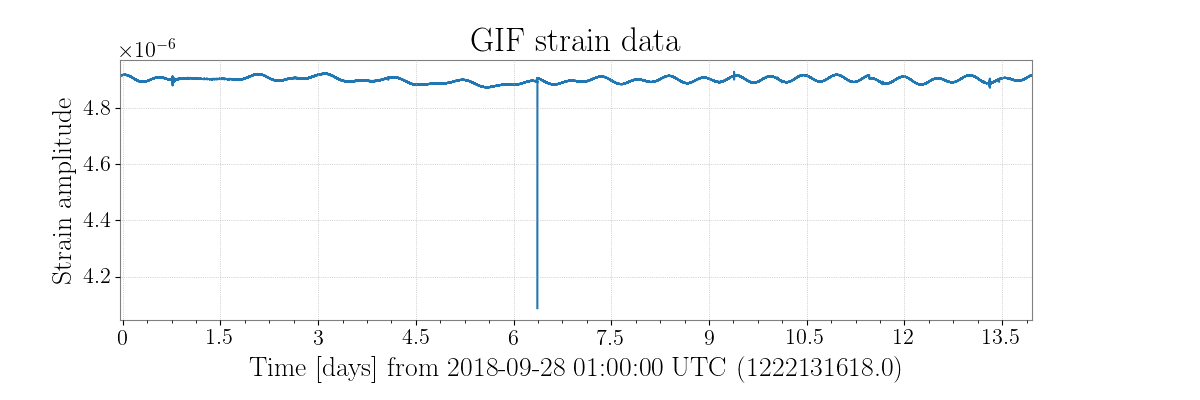 GIF strain data
×10⁻⁶
4.8
4.6
4.4
4.2
Strain amplitude
0 1.5 3 4.5 6 7.5 9 10.5 12 13.5
Time [days] from 2018-09-28 01:00:00 UTC (1222131618.0)